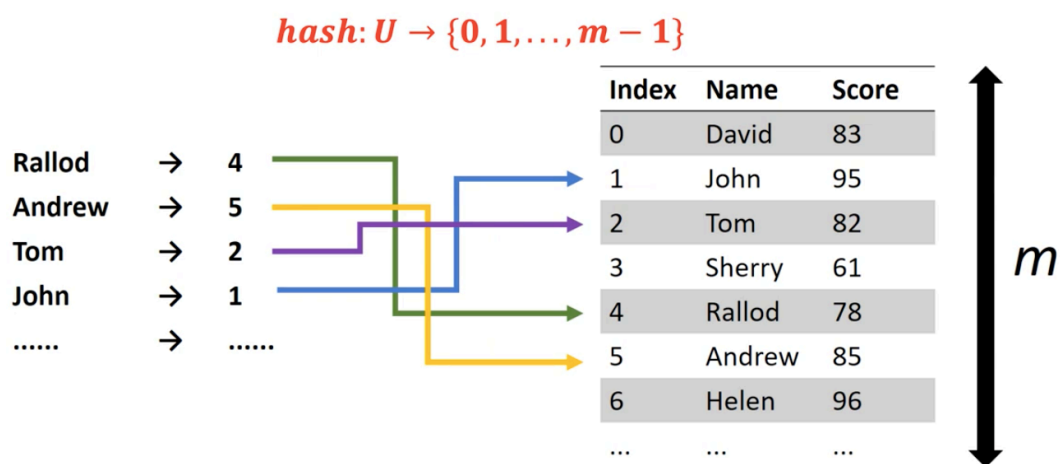 hash: U → {0, 1, . . . , m − 1}
Rallod → 4
Andrew → 5
Tom → 2
John → 1
...... → ......
Index Name Score
0 David 83
1 John 95
2 Tom 82
3 Sherry 61
4 Rallod 78
5 Andrew 85
6 Helen 96
... ... ...
m